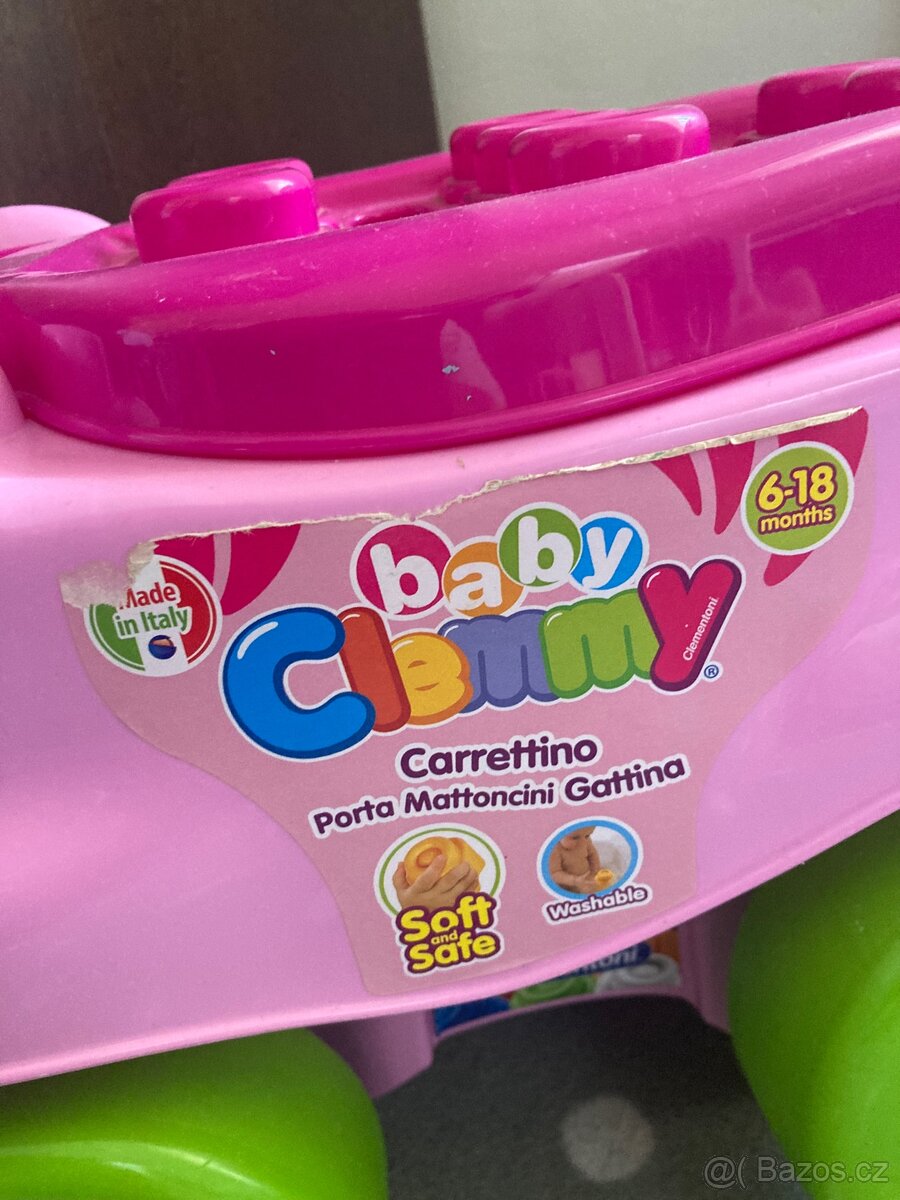 6-18
months
Made
in Italy
baby
Clemmy
Clementoni
®
Carrettino
Porta Mattoncini Gattina
Soft
and
Safe
Washable
@( Bazos.cz